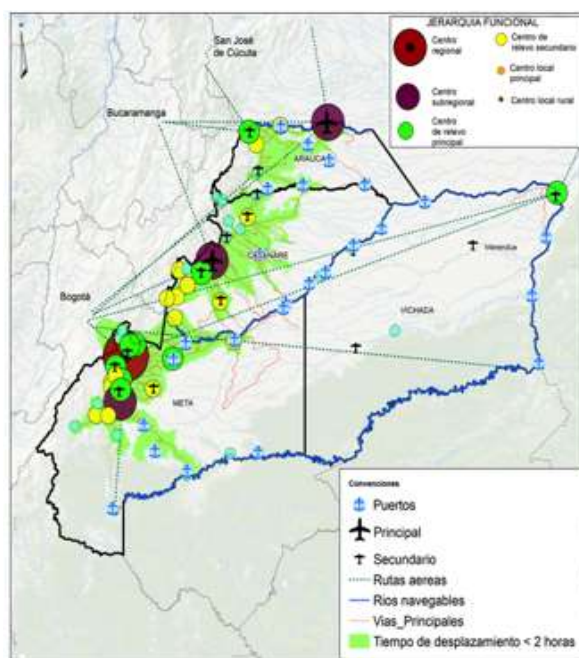 JERARQUIA FUNCIONAL
Centro
regional
Centro
subregional
Centro
de relevo
principal
Centro de
relevo secundario
Centro local
principal
Centro local rural
San José
de Cúcuta
Bucaramanga
ARAUCA
CASANARE
Bogotá
VICHADA
META
Convenciones
Puertos
Principal
Secundario
Rutas aereas
Rios navegables
Vias_Principales
Tiempo de desplazamiento < 2 horas